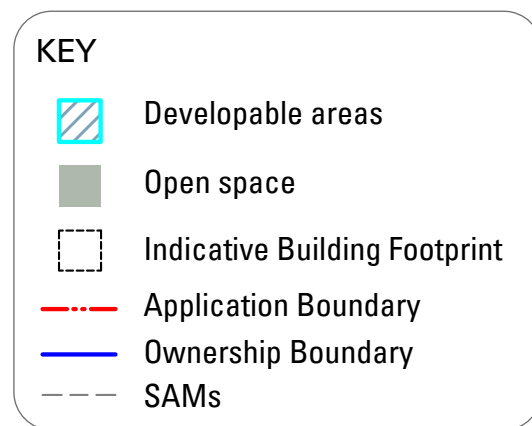 KEY
Developable areas
Open space
Indicative Building Footprint
Application Boundary
Ownership Boundary
SAMs